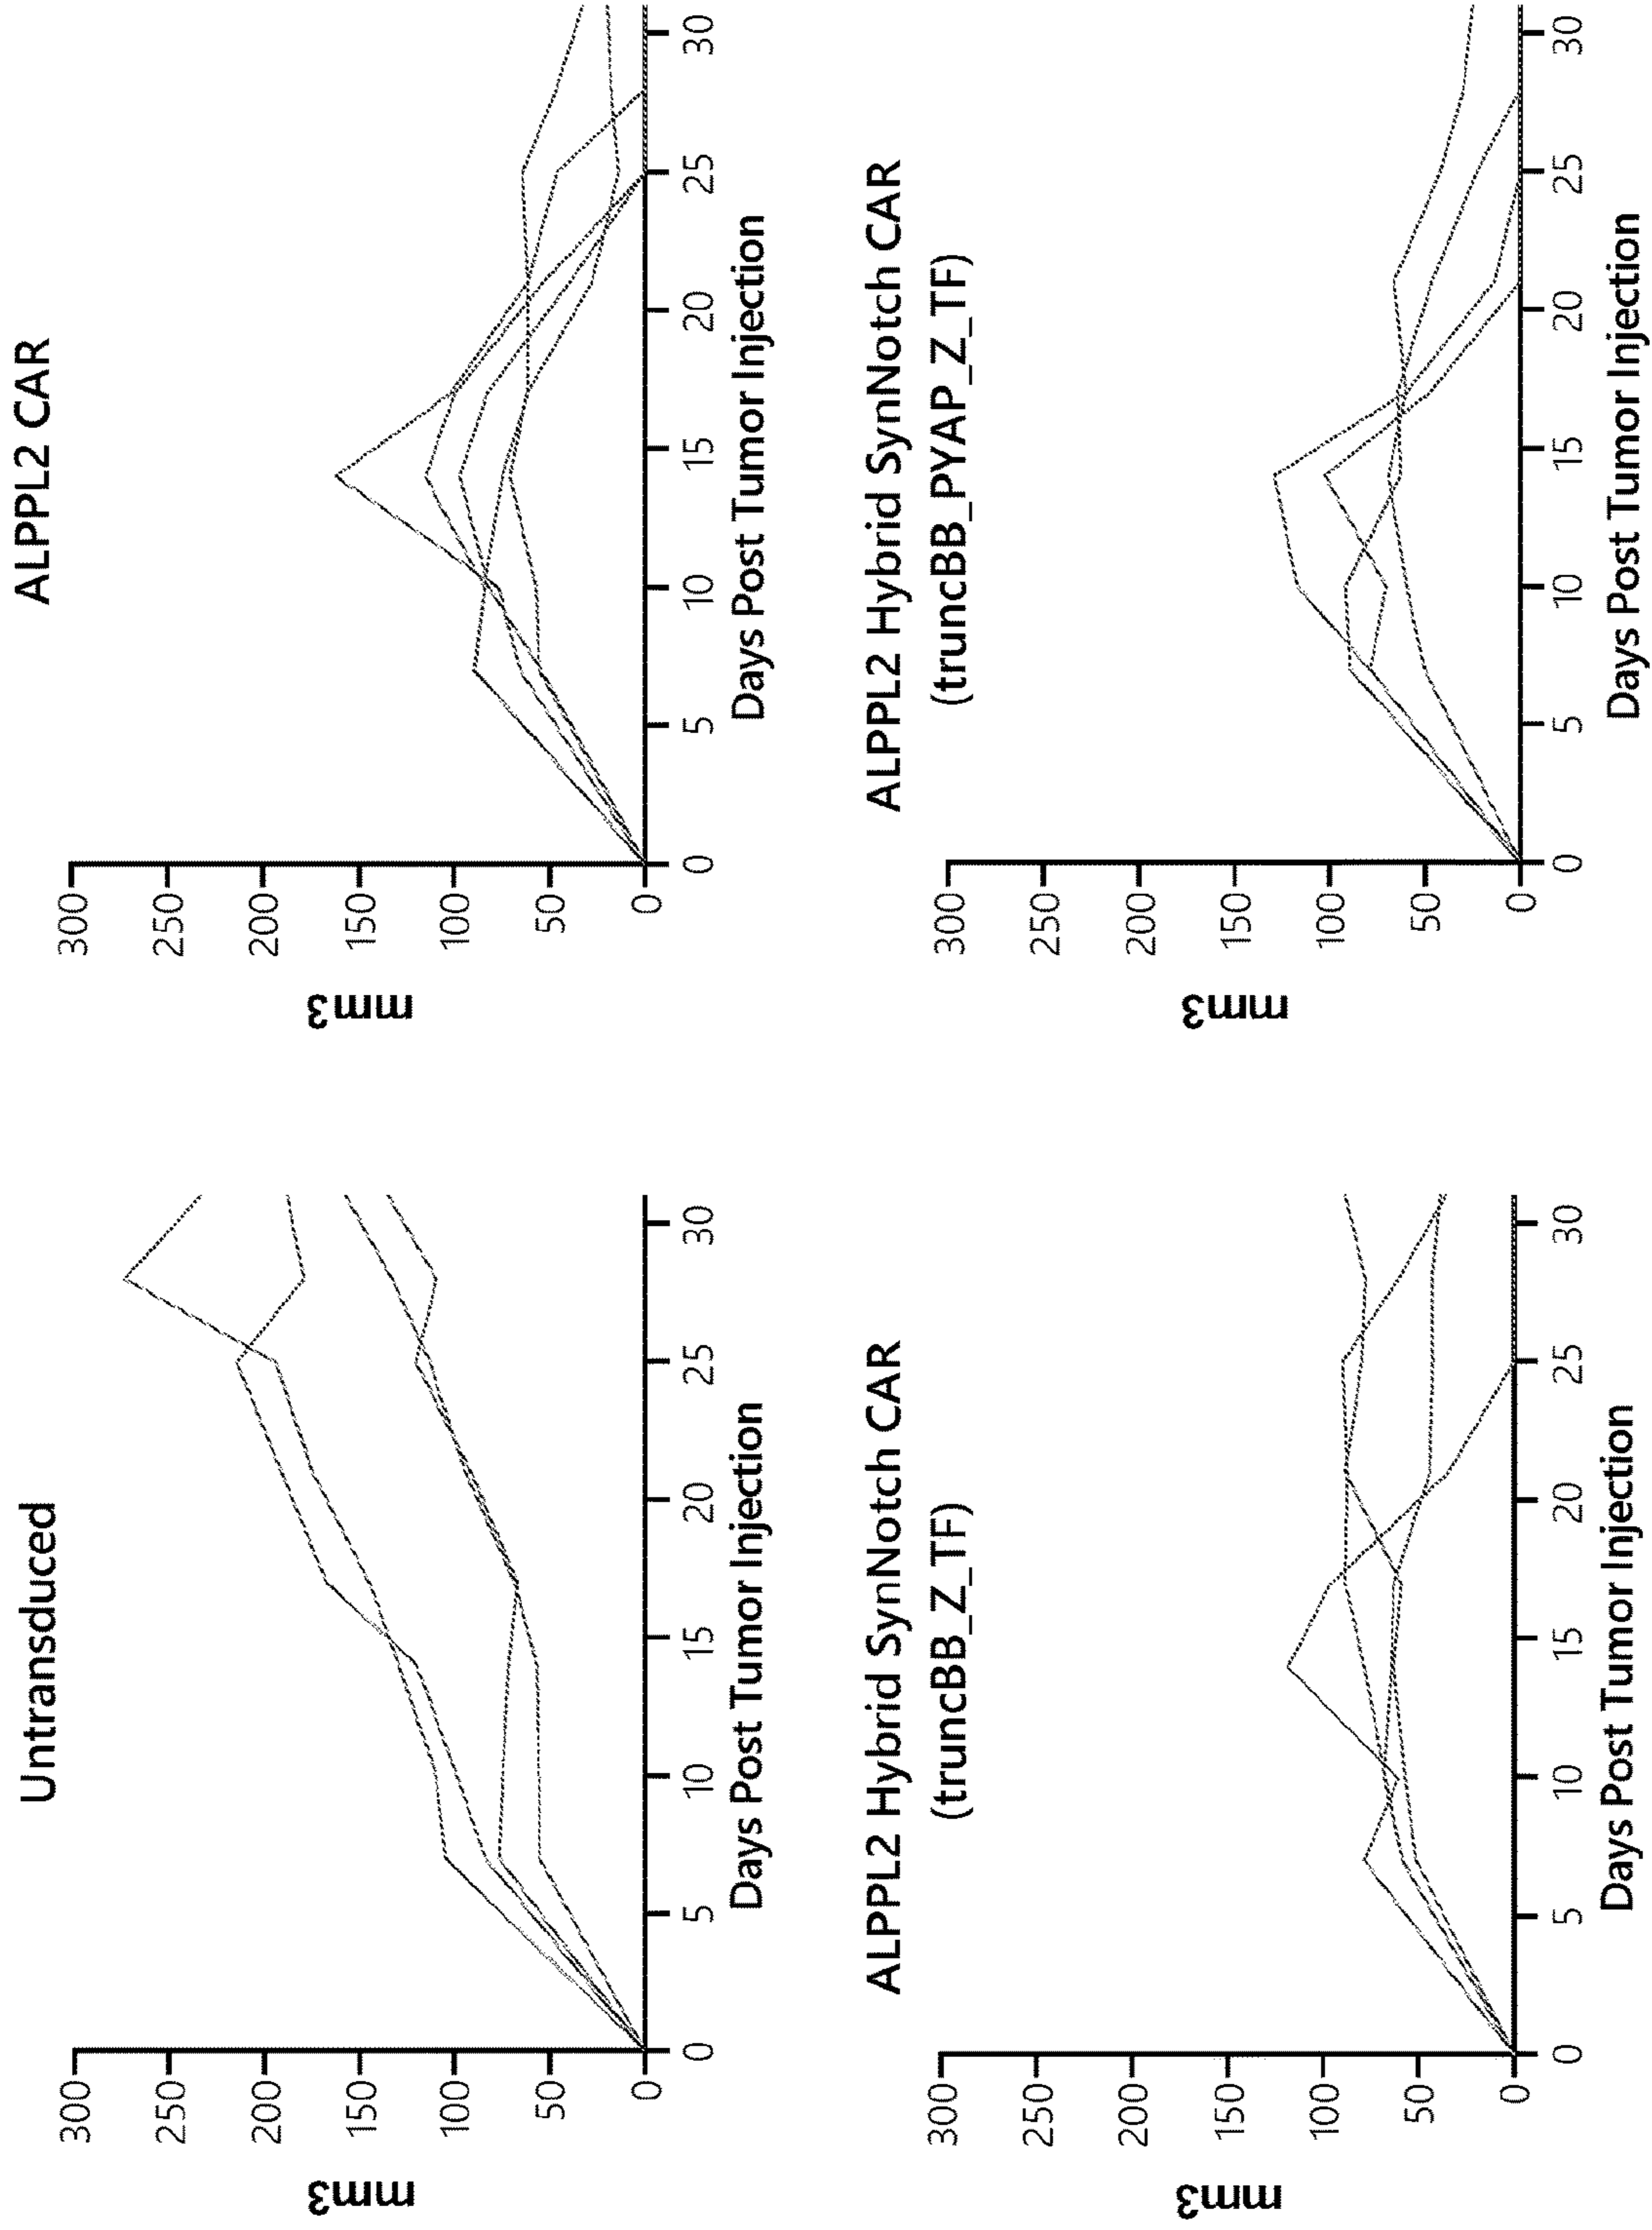 Untransduced
mm3
300
250
200
150
100
50
0
0 5 10 15 20 25 30
Days Post Tumor Injection
ALPPL2 CAR
mm3
300
250
200
150
100
50
0
0 5 10 15 20 25 30
Days Post Tumor Injection
ALPPL2 Hybrid SynNotch CAR
(truncBB_Z_TF)
mm3
300
250
200
150
100
50
0
0 5 10 15 20 25 30
Days Post Tumor Injection
ALPPL2 Hybrid SynNotch CAR
(truncBB_PYAP_Z_TF)
mm3
300
250
200
150
100
50
0
0 5 10 15 20 25 30
Days Post Tumor Injection